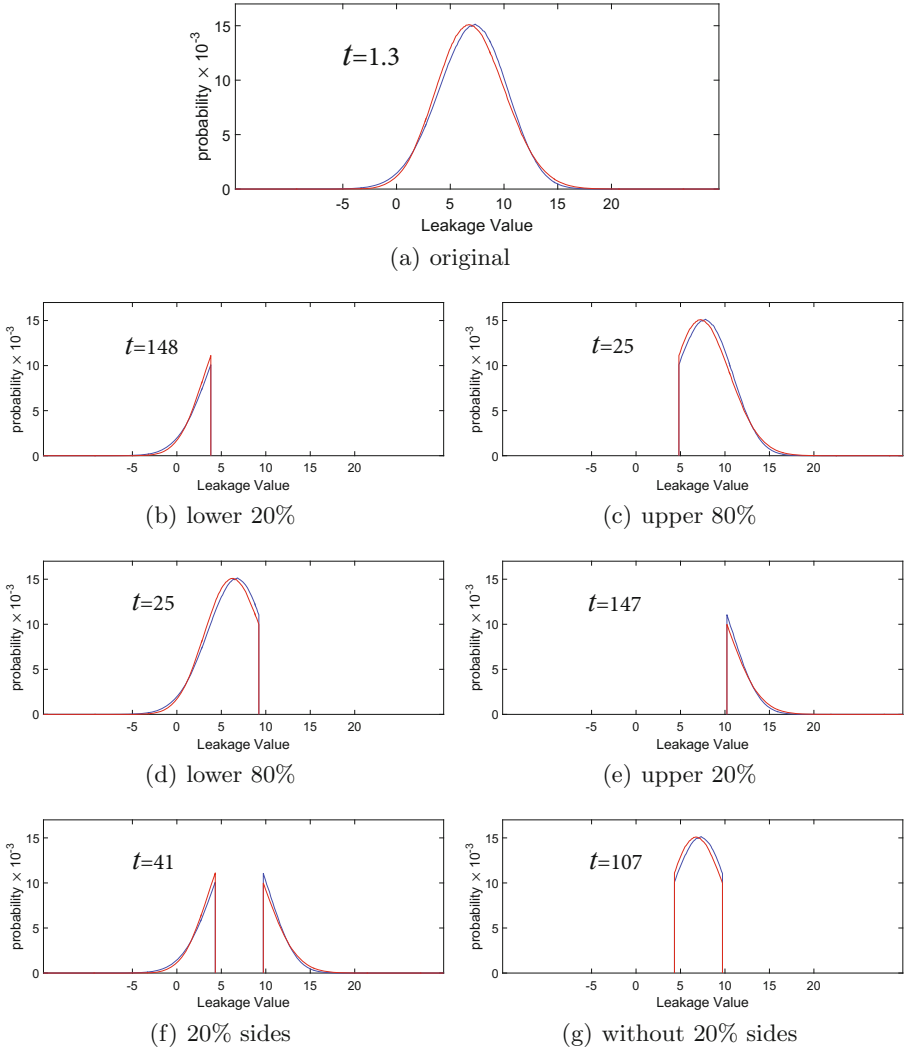 15
10
5
0
probability × 10⁻³
t=1.3
-5 0 5 10 15 20
Leakage Value
(a) original
15
10
5
0
probability × 10⁻³
t=148
-5 0 5 10 15 20
Leakage Value
(b) lower 20%
15
10
5
0
probability × 10⁻³
t=25
-5 0 5 10 15 20
Leakage Value
(c) upper 80%
15
10
5
0
probability × 10⁻³
t=25
-5 0 5 10 15 20
Leakage Value
(d) lower 80%
15
10
5
0
probability × 10⁻³
t=147
-5 0 5 10 15 20
Leakage Value
(e) upper 20%
15
10
5
0
probability × 10⁻³
t=41
-5 0 5 10 15 20
Leakage Value
(f) 20% sides
15
10
5
0
probability × 10⁻³
t=107
-5 0 5 10 15 20
Leakage Value
(g) without 20% sides